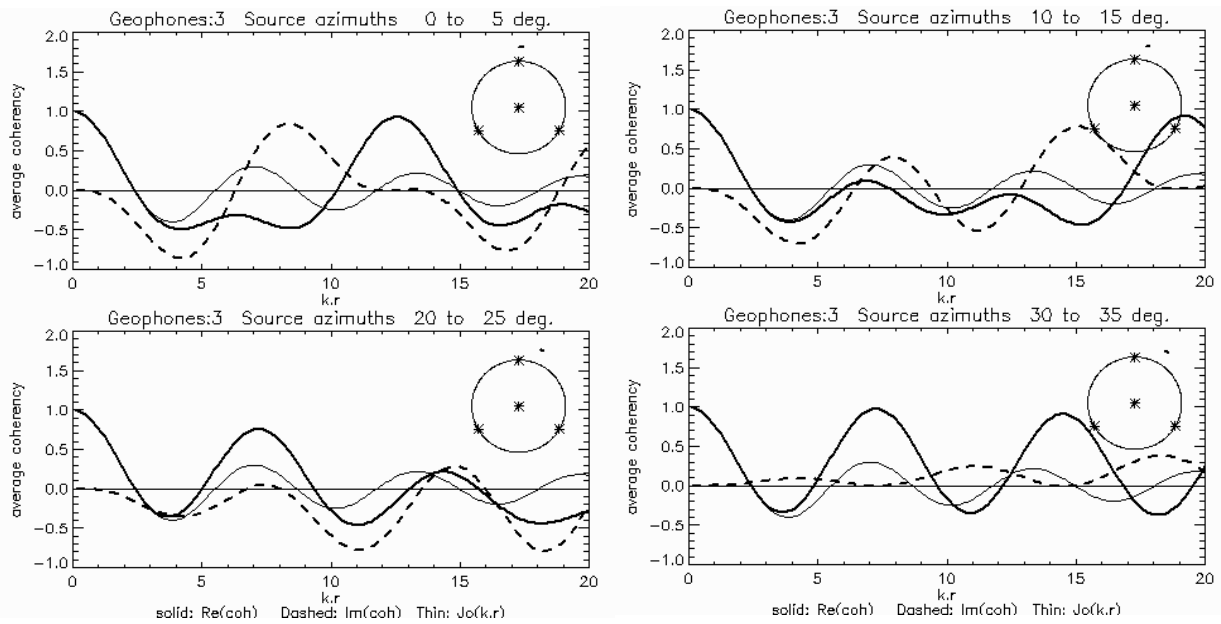 Geophones:3 Source azimuths 0 to 5 deg.
2.0
1.5
1.0
0.5
0.0
-0.5
-1.0
average coherency
0 5 10 15 20
k.r
Geophones:3 Source azimuths 10 to 15 deg.
2.0
1.5
1.0
0.5
0.0
-0.5
-1.0
average coherency
0 5 10 15 20
k.r
Geophones:3 Source azimuths 20 to 25 deg.
2.0
1.5
1.0
0.5
0.0
-0.5
-1.0
average coherency
0 5 10 15 20
k.r
solid: Re(coh) Dashed: Im(coh) Thin: Jo(k.r)
Geophones:3 Source azimuths 30 to 35 deg.
2.0
1.5
1.0
0.5
0.0
-0.5
-1.0
average coherency
0 5 10 15 20
k.r
solid: Re(coh) Dashed: Im(coh) Thin: Jo(k.r)